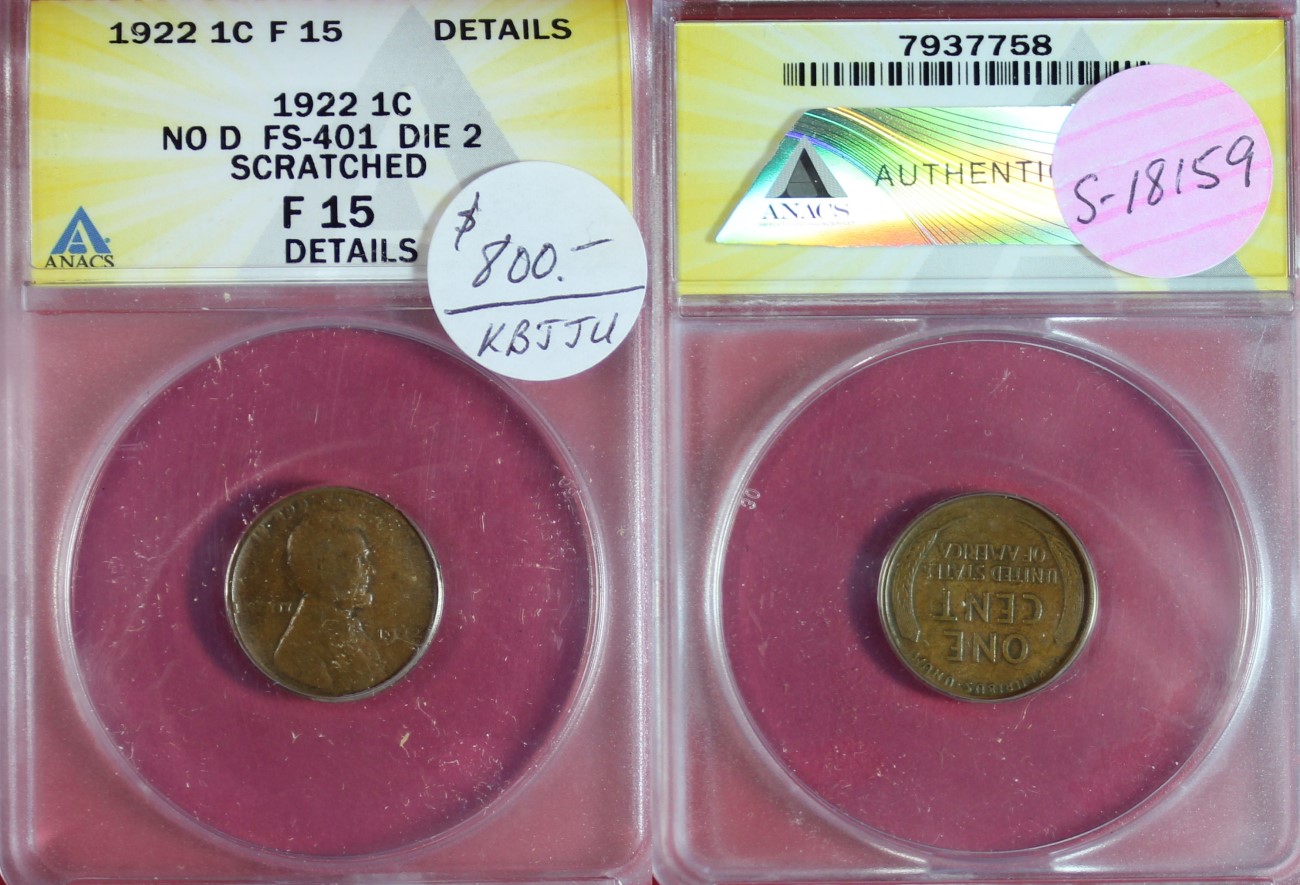 1922 1C F 15 DETAILS
1922 1C
NO D FS-401 DIE 2
SCRATCHED
F 15
DETAILS
ANACS
$800.-
KBJJU
7937758
ANACS
AUTHENTIC
S-18159
1922
OF AMERICA
UNITED STATES
CENT
ONE